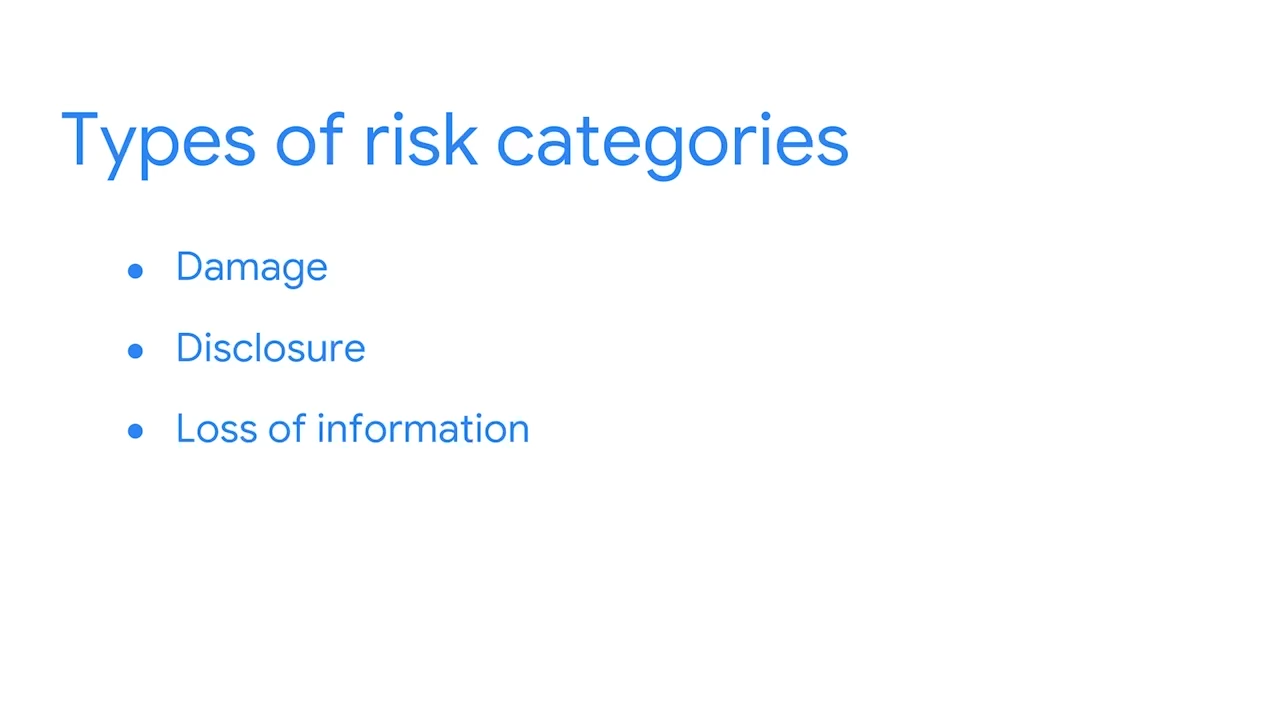 Types of risk categories
● Damage
● Disclosure
● Loss of information